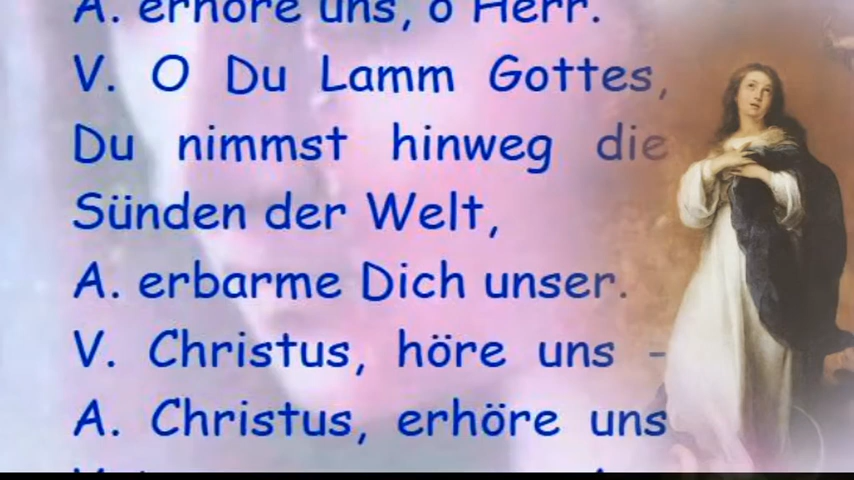 A. erhöre uns, o Herr.
V. O Du Lamm Gottes,
Du nimmst hinweg die
Sünden der Welt,
A. erbarme Dich unser.
V. Christus, höre uns -
A. Christus, erhöre uns